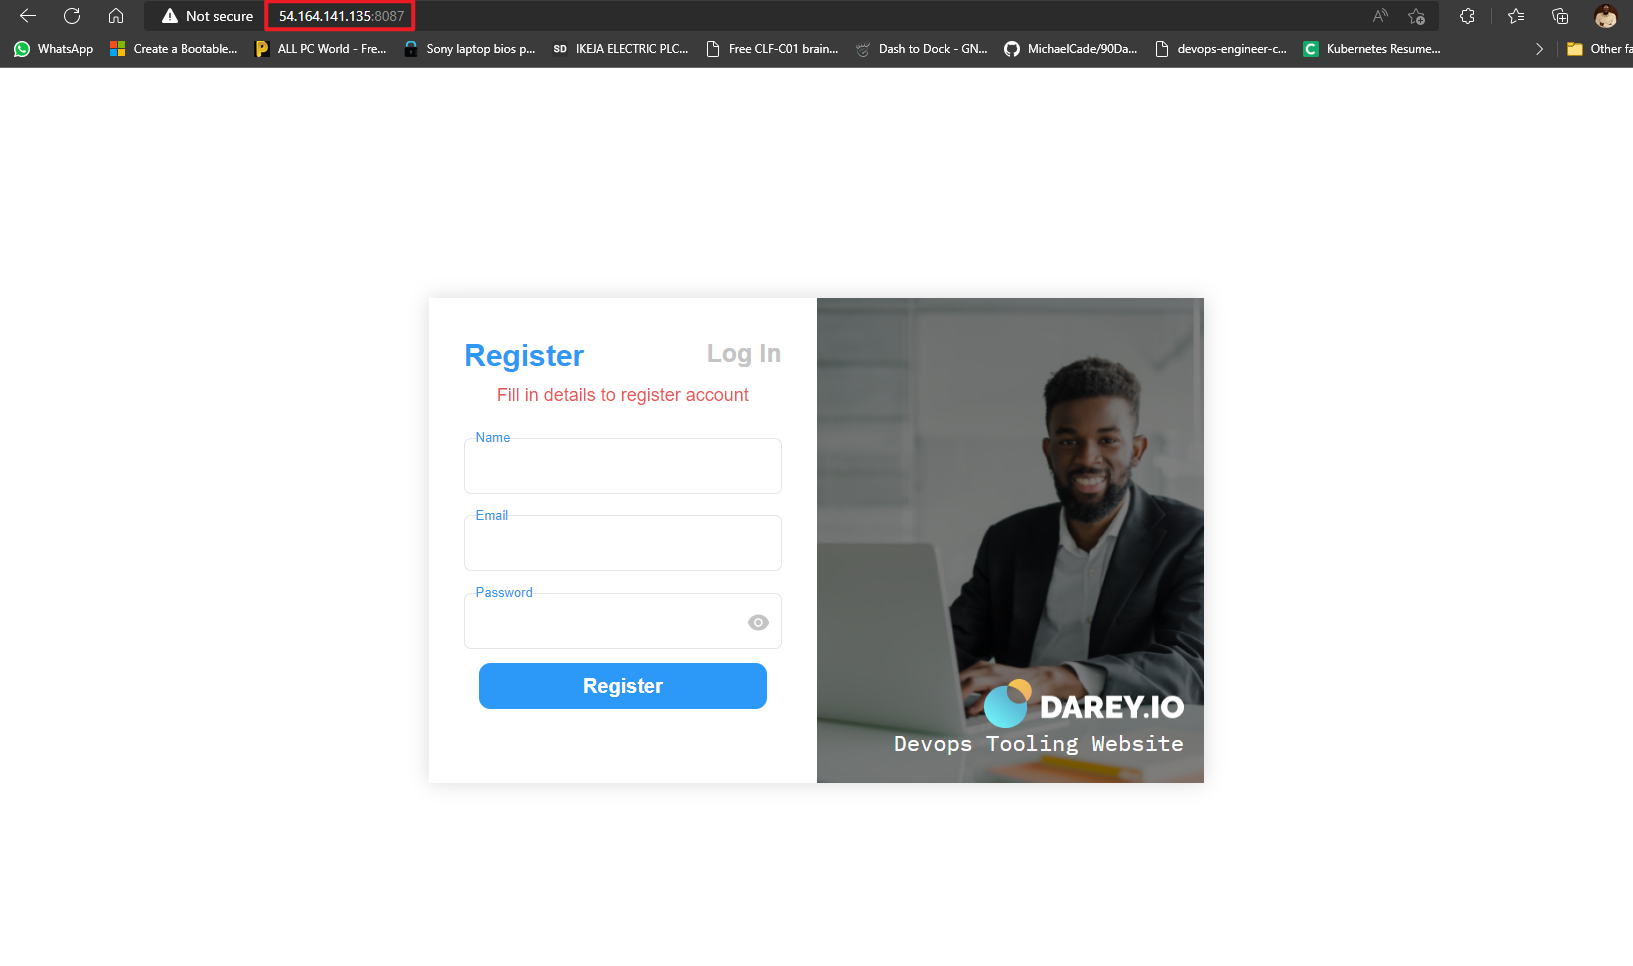 Not secure 54.164.141.135:8087
WhatsApp Create a Bootable... ALL PC World - Fre... Sony laptop bios p... SD IKEJA ELECTRIC PLC... Free CLF-C01 brain... Dash to Dock - GN... MichaelCade/90Da... devops-engineer-c... C Kubernetes Resume... Other fa
Register Log In
Fill in details to register account
Name
Email
Password
Register
DAREY.IO
Devops Tooling Website